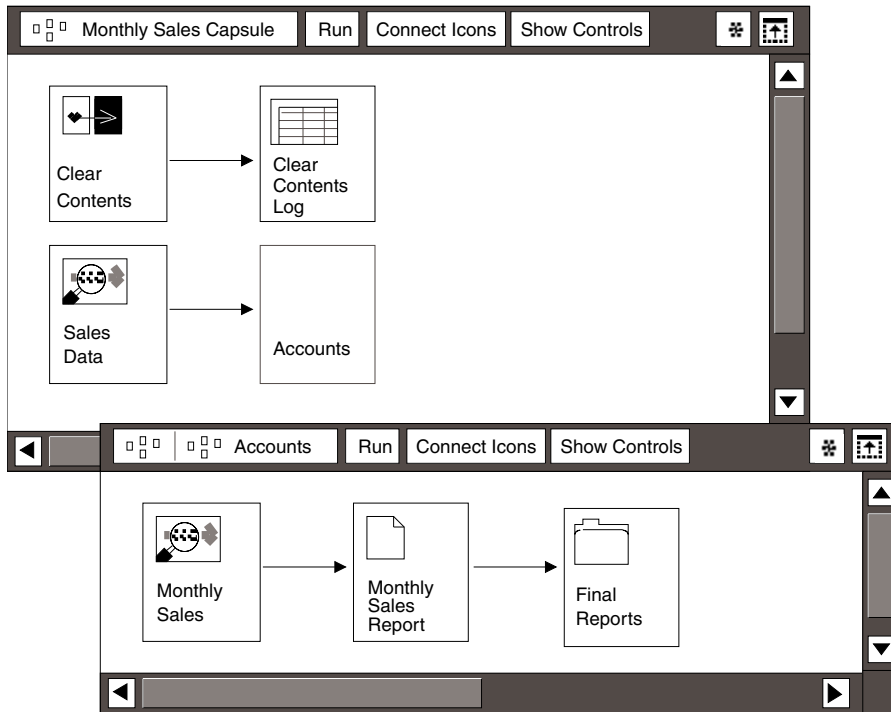 Monthly Sales Capsule Run Connect Icons Show Controls
Clear
Contents
Clear
Contents
Log
Sales
Data
Accounts
Accounts Run Connect Icons Show Controls
Monthly
Sales
Monthly
Sales
Report
Final
Reports